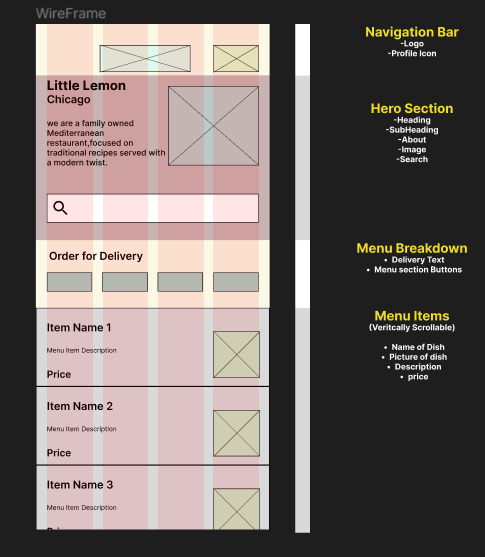 WireFrame
Little Lemon
Chicago
we are a family owned
Mediterranean
restaurant,focused on
traditional recipes served with
a modern twist.
Order for Delivery
Item Name 1
Menu Item Description
Price
Item Name 2
Menu Item Description
Price
Item Name 3
Menu Item Description
Price
Navigation Bar
-Logo
-Profile Icon
Hero Section
-Heading
-SubHeading
-About
-Image
-Search
Menu Breakdown
• Delivery Text
• Menu section Buttons
Menu Items
(Veritcally Scrollable)
• Name of Dish
• Picture of dish
• Description
• price